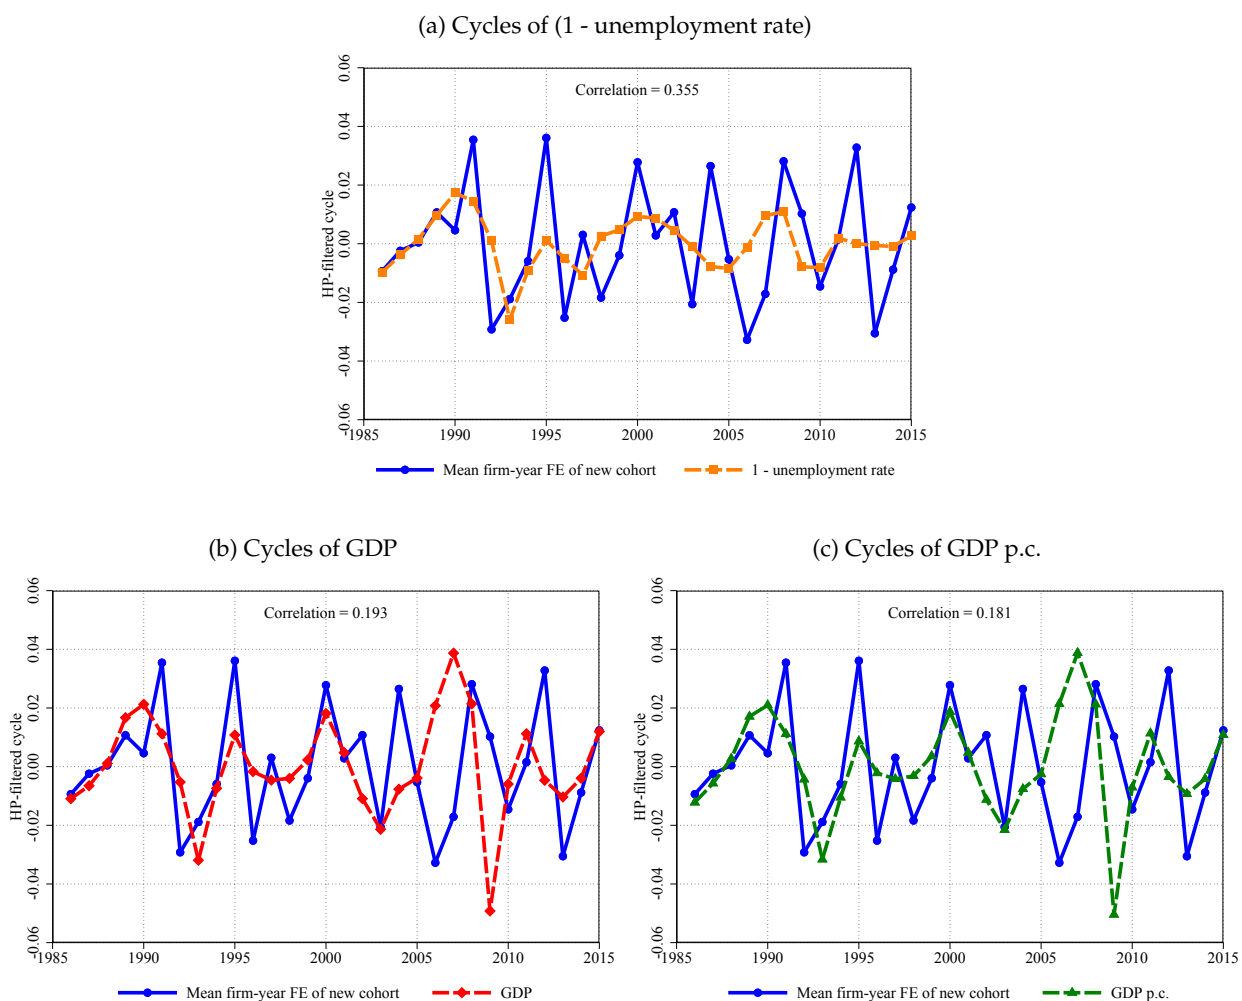 (a) Cycles of (1 - unemployment rate)
Correlation = 0.355
HP-filtered cycle
0.06
0.04
0.02
0.00
-0.02
-0.04
-0.06
1985 1990 1995 2000 2005 2010 2015
Mean firm-year FE of new cohort 1 - unemployment rate
(b) Cycles of GDP
Correlation = 0.193
HP-filtered cycle
0.06
0.04
0.02
0.00
-0.02
-0.04
-0.06
1985 1990 1995 2000 2005 2010 2015
Mean firm-year FE of new cohort GDP
(c) Cycles of GDP p.c.
Correlation = 0.181
HP-filtered cycle
0.06
0.04
0.02
0.00
-0.02
-0.04
-0.06
1985 1990 1995 2000 2005 2010 2015
Mean firm-year FE of new cohort GDP p.c.